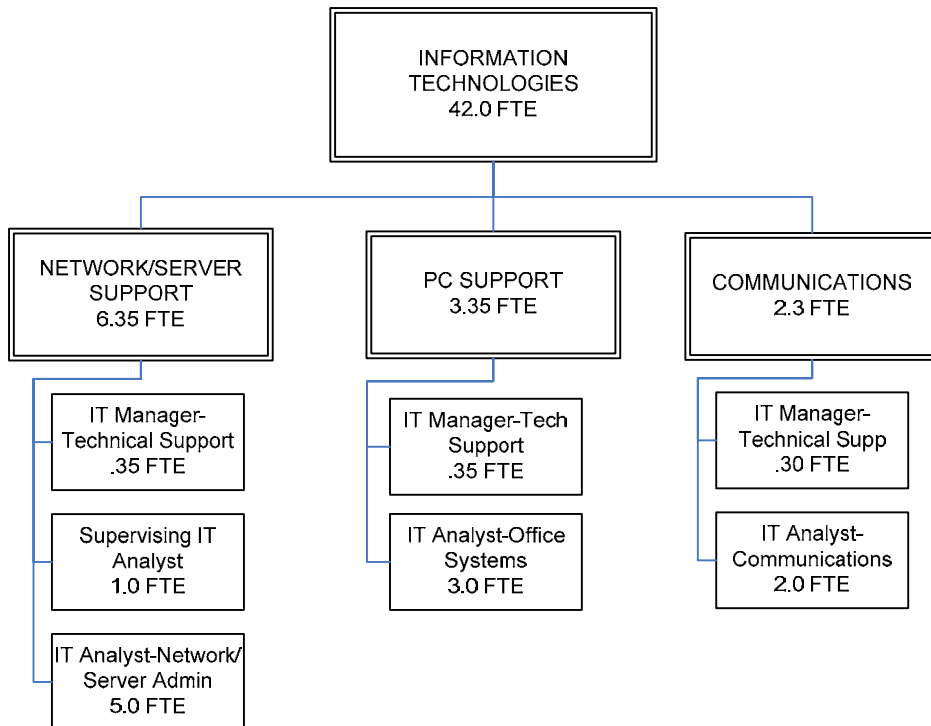 INFORMATION
TECHNOLOGIES
42.0 FTE
NETWORK/SERVER
SUPPORT
6.35 FTE
PC SUPPORT
3.35 FTE
COMMUNICATIONS
2.3 FTE
IT Manager-
Technical Support
.35 FTE
Supervising IT
Analyst
1.0 FTE
IT Analyst-Network/
Server Admin
5.0 FTE
IT Manager-Tech
Support
.35 FTE
IT Analyst-Office
Systems
3.0 FTE
IT Manager-
Technical Supp
.30 FTE
IT Analyst-
Communications
2.0 FTE